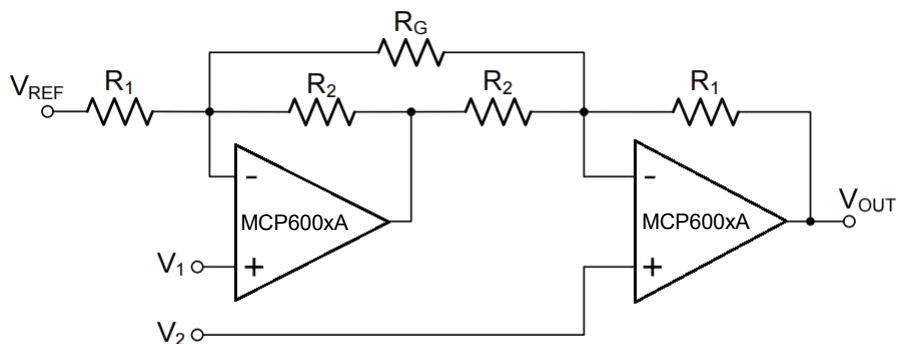 R_G
V_REF
R_1
R_2
R_2
R_1
-
MCP600xA
+
-
MCP600xA
+
V_OUT
V_1
V_2